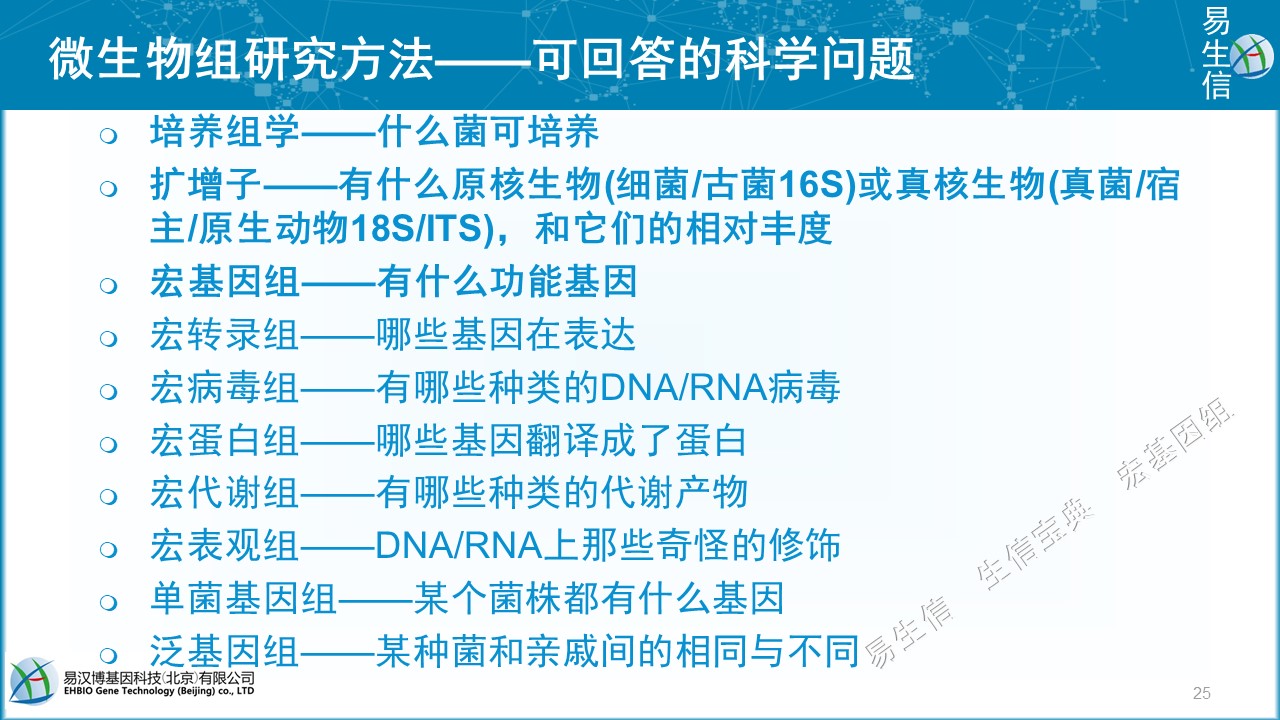 微生物组研究方法——可回答的科学问题
易生信
培养组学——什么菌可培养
扩增子——有什么原核生物(细菌/古菌16S)或真核生物(真菌/宿
主/原生动物18S/ITS)，和它们的相对丰度
宏基因组——有什么功能基因
宏转录组——哪些基因在表达
宏病毒组——有哪些种类的DNA/RNA病毒
宏蛋白组——哪些基因翻译成了蛋白
宏代谢组——有哪些种类的代谢产物
宏表观组——DNA/RNA上那些奇怪的修饰
单菌基因组——某个菌株都有什么基因
泛基因组——某种菌和亲戚间的相同与不同
易生信 生信宝典 宏基因组
易汉博基因科技(北京)有限公司
EHBIO Gene Technology (Beijing) co., LTD
25